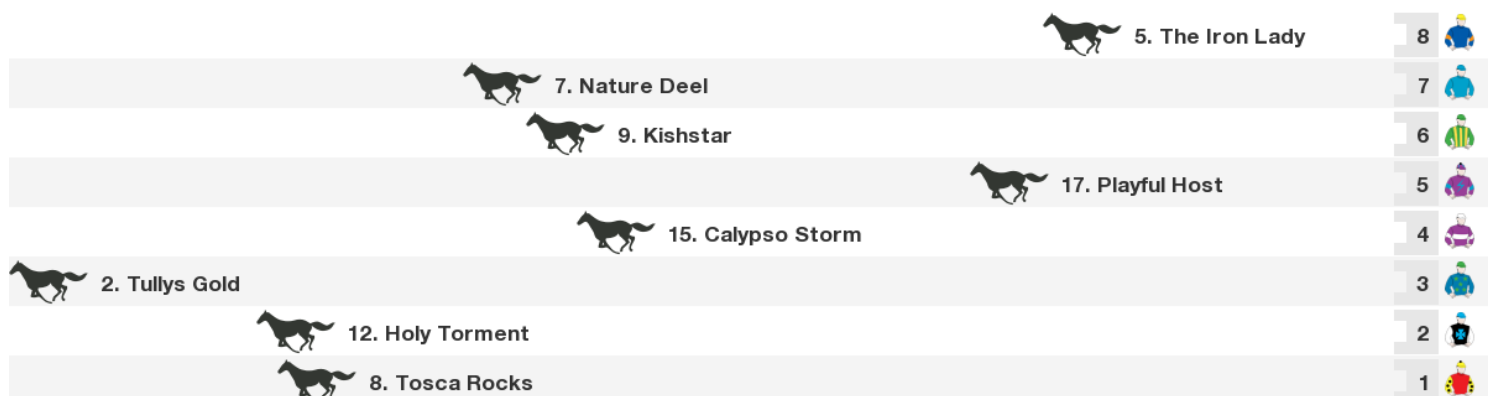 5. The Iron Lady 8
7. Nature Deel 7
9. Kishstar 6
17. Playful Host 5
15. Calypso Storm 4
2. Tullys Gold 3
12. Holy Torment 2
8. Tosca Rocks 1